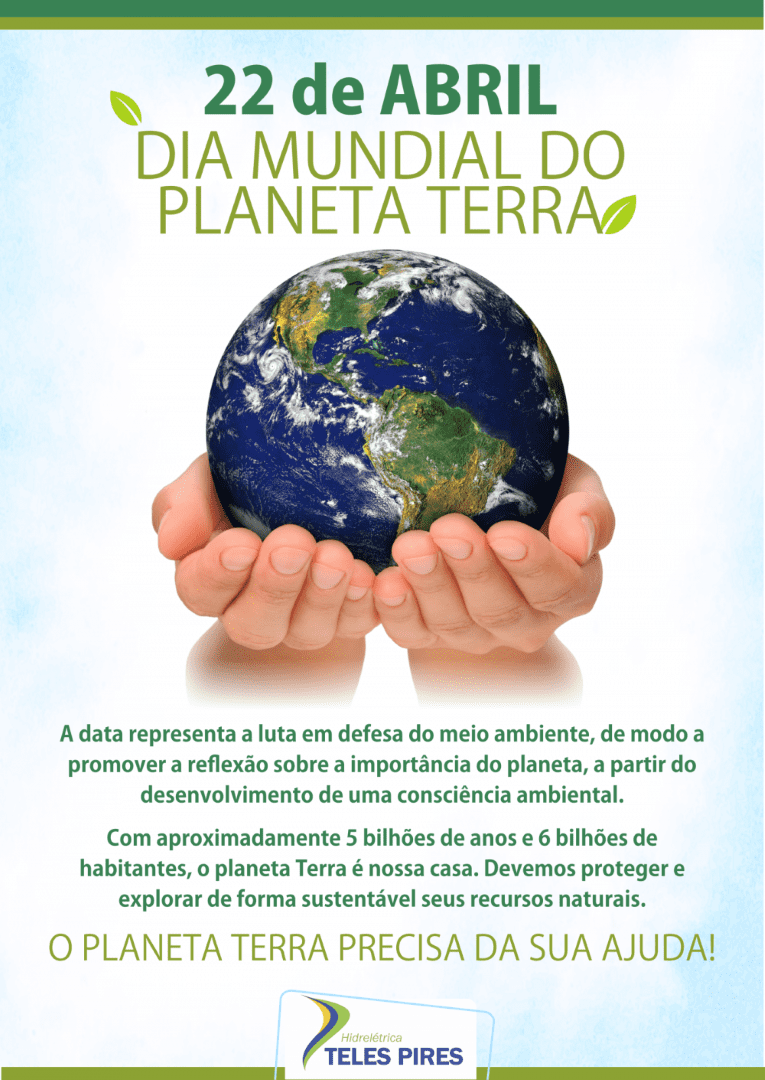 22 de ABRIL
DIA MUNDIAL DO
PLANETA TERRA
A data representa a luta em defesa do meio ambiente, de modo a
promover a reflexão sobre a importância do planeta, a partir do
desenvolvimento de uma consciência ambiental.
Com aproximadamente 5 bilhões de anos e 6 bilhões de
habitantes, o planeta Terra é nossa casa. Devemos proteger e
explorar de forma sustentável seus recursos naturais.
O PLANETA TERRA PRECISA DA SUA AJUDA!
Hidrelétrica
TELES PIRES